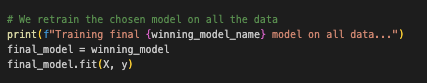 # We retrain the chosen model on all the data
print(f"Training final {winning_model_name} model on all data...")
final_model = winning_model
final_model.fit(X, y)